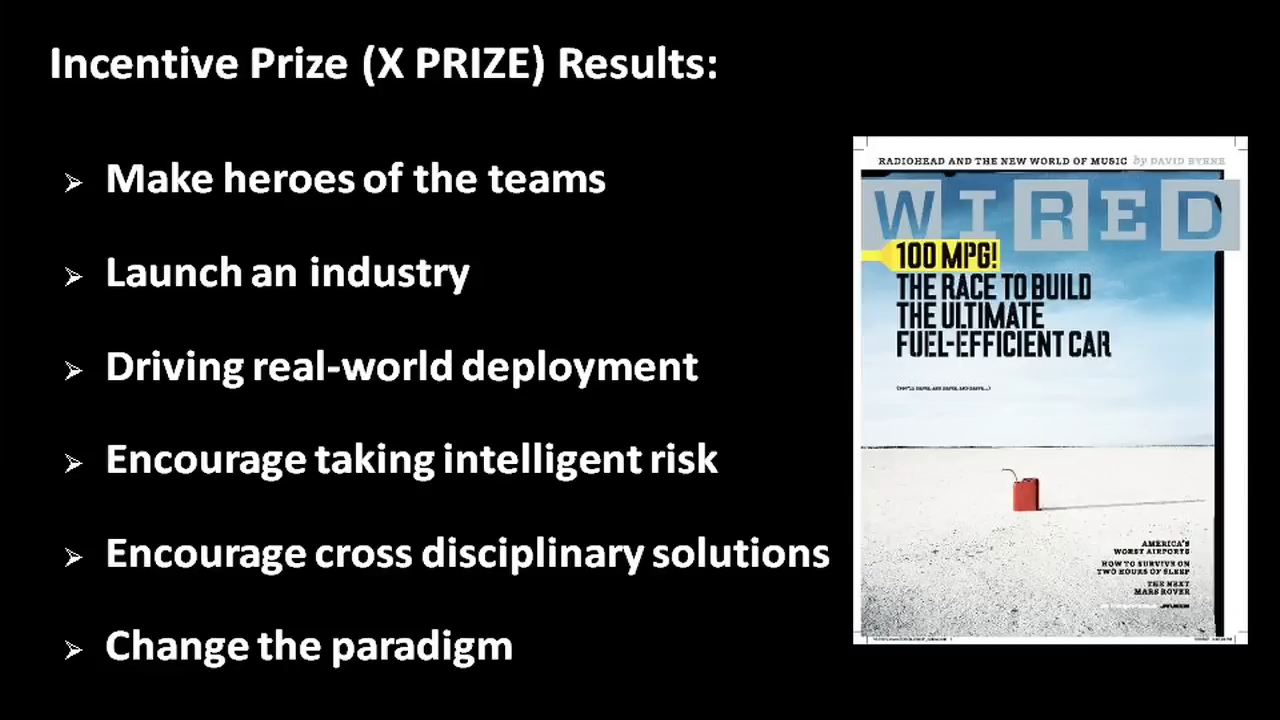 Incentive Prize (X PRIZE) Results:
➢ Make heroes of the teams
➢ Launch an industry
➢ Driving real-world deployment
➢ Encourage taking intelligent risk
➢ Encourage cross disciplinary solutions
➢ Change the paradigm
RADIOHEAD AND THE NEW WORLD OF MUSIC by DAVID BYRNE
WIRED
100 MPG!
THE RACE TO BUILD
THE ULTIMATE
FUEL-EFFICIENT CAR
AMERICA'S
WORST AIRPORTS
HOW TO SURVIVE ON
TWO HOURS OF SLEEP
THE NEXT
MARS ROVER